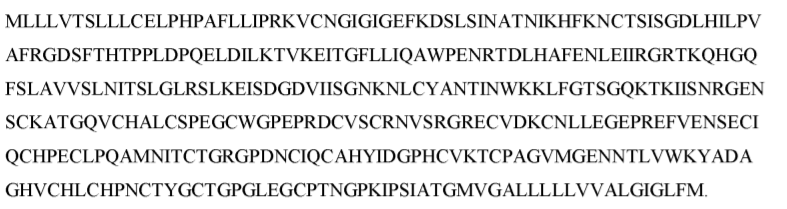 MLLLVTSLLLCELPHPAFLLIPRKVCNGIGIGEFKDSLSINATNIKHFKNCTSISGDLHILPV
AFRGDSFTHTPPLDPQELDILKTVKEITGFLLIQAWPENRTDLHAFENLEIIRGRTKQHGQ
FSLAVVSLNITSLGLRSLKEISDGDVIISGNKNLCYANTINWKKLFGTSGQKTKIISNRGEN
SCKATGQVCHALCSPEGCWGPEPRDCVSCRNVSRGRECVDKCNLLEGEPREFVENSECI
QCHPECLPQAMNITCTGRGPDNCIQCAHYIDGPHCVKTCPAGVMGENNTLVWKYADA
GHVCHLCHPNCTYGCTGPGLEGCPTNGPKIPSIATGMVGALLLLLVVALGIGLFM.